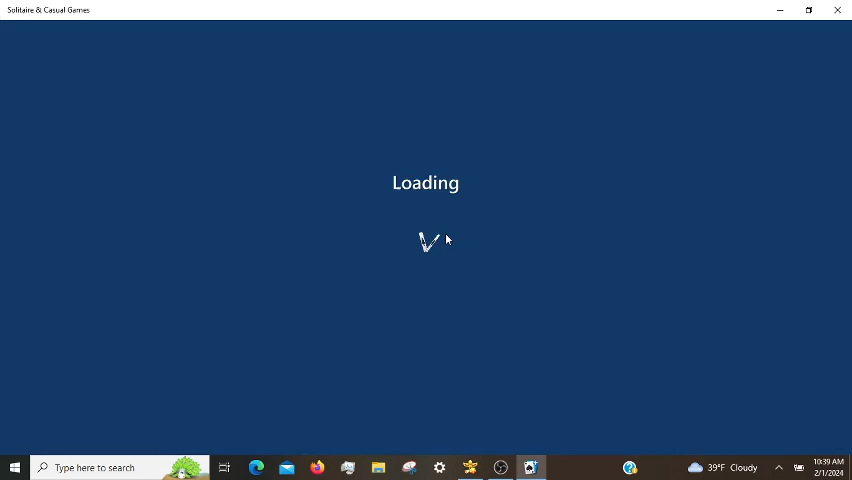 Solitaire & Casual Games
Loading
Type here to search
39°F Cloudy
10:39 AM
2/1/2024